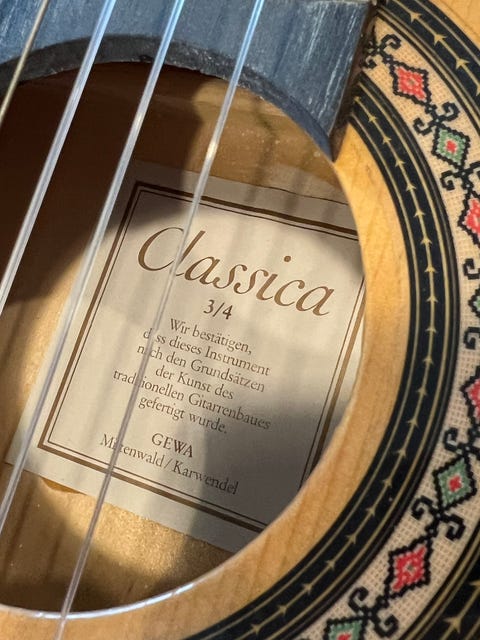 Classica
3/4
Wir bestätigen,
dass dieses Instrument
nach den Grundsätzen
der Kunst des
traditionellen Gitarrenbaues
gefertigt wurde.
GEWA
Mittenwald/Karwendel